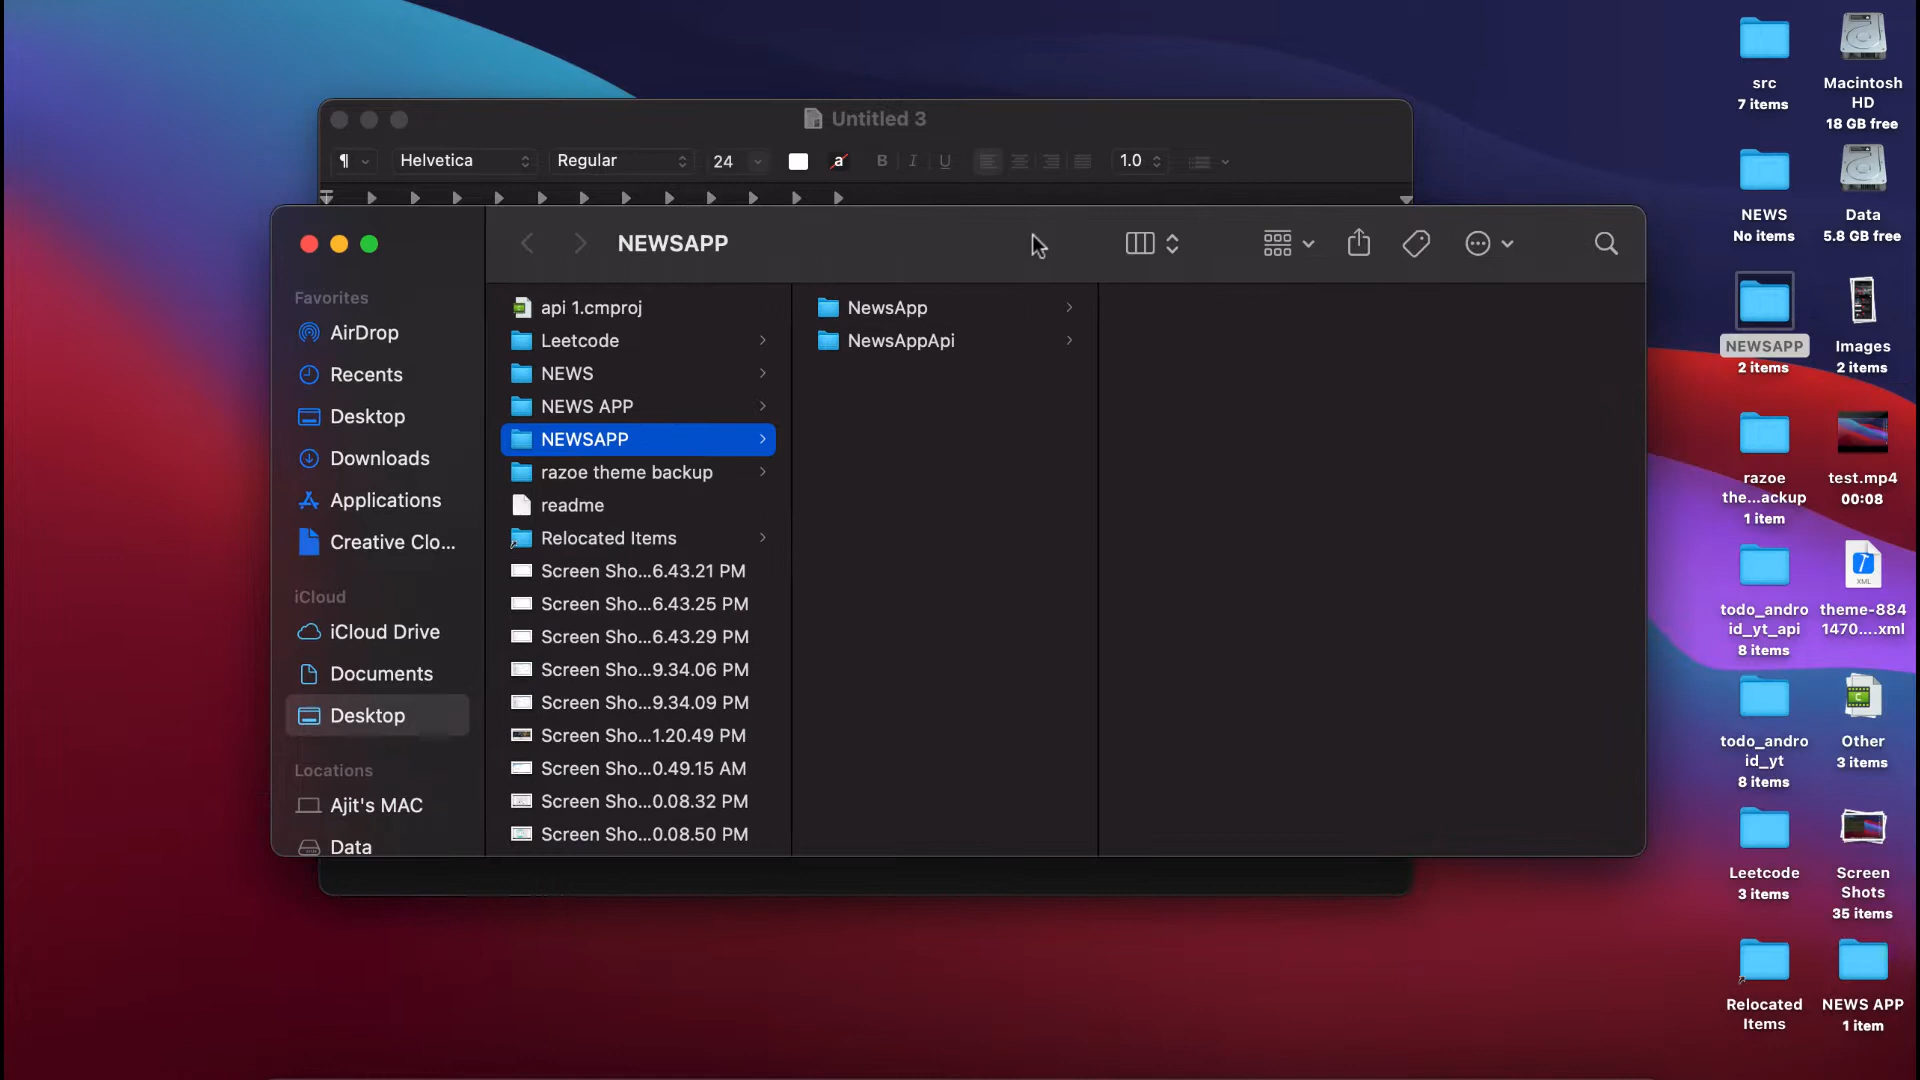 Untitled 3
¶ Helvetica Regular 24 a B I U 1.0
NEWSAPP
Favorites
AirDrop
Recents
Desktop
Downloads
Applications
Creative Clo...
iCloud
iCloud Drive
Documents
Desktop
Locations
Ajit's MAC
Data
api 1.cmproj
Leetcode
NEWS
NEWS APP
NEWSAPP
razoe theme backup
readme
Relocated Items
Screen Sho...6.43.21 PM
Screen Sho...6.43.25 PM
Screen Sho...6.43.29 PM
Screen Sho...9.34.06 PM
Screen Sho...9.34.09 PM
Screen Sho...1.20.49 PM
Screen Sho...0.49.15 AM
Screen Sho...0.08.32 PM
Screen Sho...0.08.50 PM
NewsApp
NewsAppApi
src
7 items
Macintosh
HD
18 GB free
NEWS
No items
Data
5.8 GB free
NEWSAPP
2 items
Images
2 items
razoe
the...ackup
1 item
test.mp4
00:08
todo_andro
id_yt_api
8 items
XML
theme-884
1470....xml
todo_andro
id_yt
8 items
C
Other
3 items
Leetcode
3 items
Screen
Shots
35 items
Relocated
Items
NEWS APP
1 item